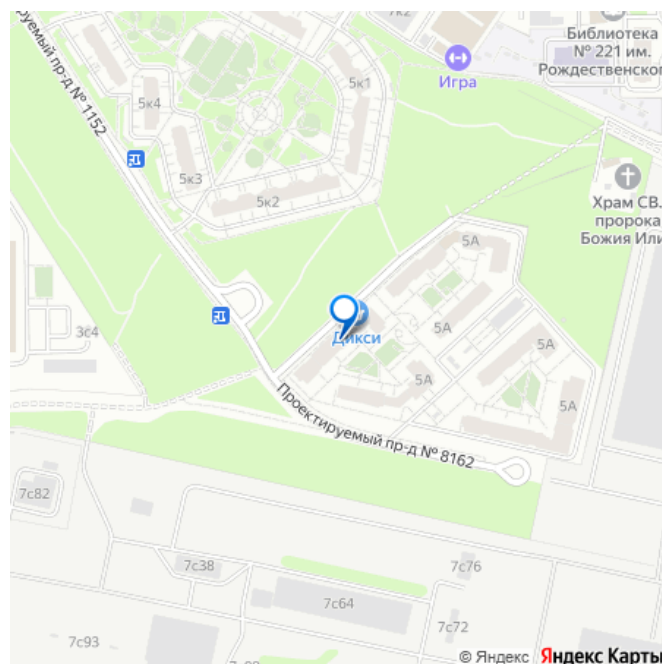 7к2
Библиотека
№ 221 им.
Рождественског
Игра
5к1
5к4
руемый пр-д № 1152
5к3
5к2
Храм СВ.
пророка
Божия Или
5А
3с4
5А
5А
Дикси
5А
5А
Проектируемый пр-д № 8162
7с82
7с38
7с76
7с64
7с72
7с93
© Яндекс Яндекс Карты